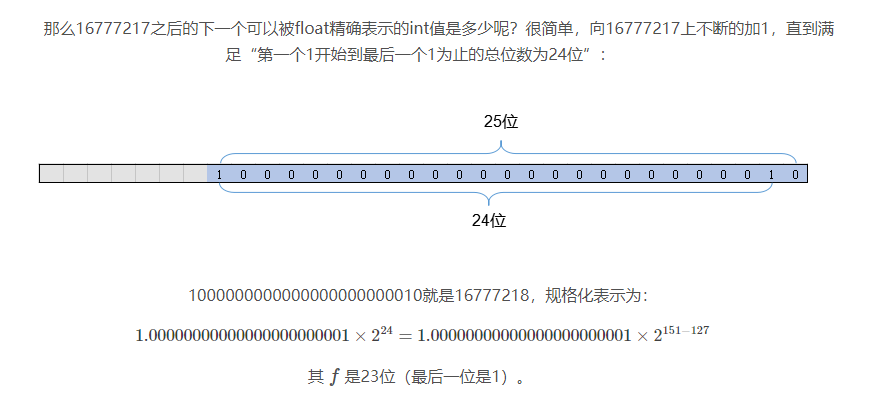 那么16777217之后的下一个可以被float精确表示的int值是多少呢？很简单，向16777217上不断的加1，直到满
足“第一个1开始到最后一个1为止的总位数为24位”：
25位
1 0 0 0 0 0 0 0 0 0 0 0 0 0 0 0 0 0 0 0 0 0 0 1 0
24位
1000000000000000000000010就是16777218，规格化表示为：
1.00000000000000000000001 × 2^24 = 1.00000000000000000000001 × 2^151−127
其 f 是23位（最后一位是1）。